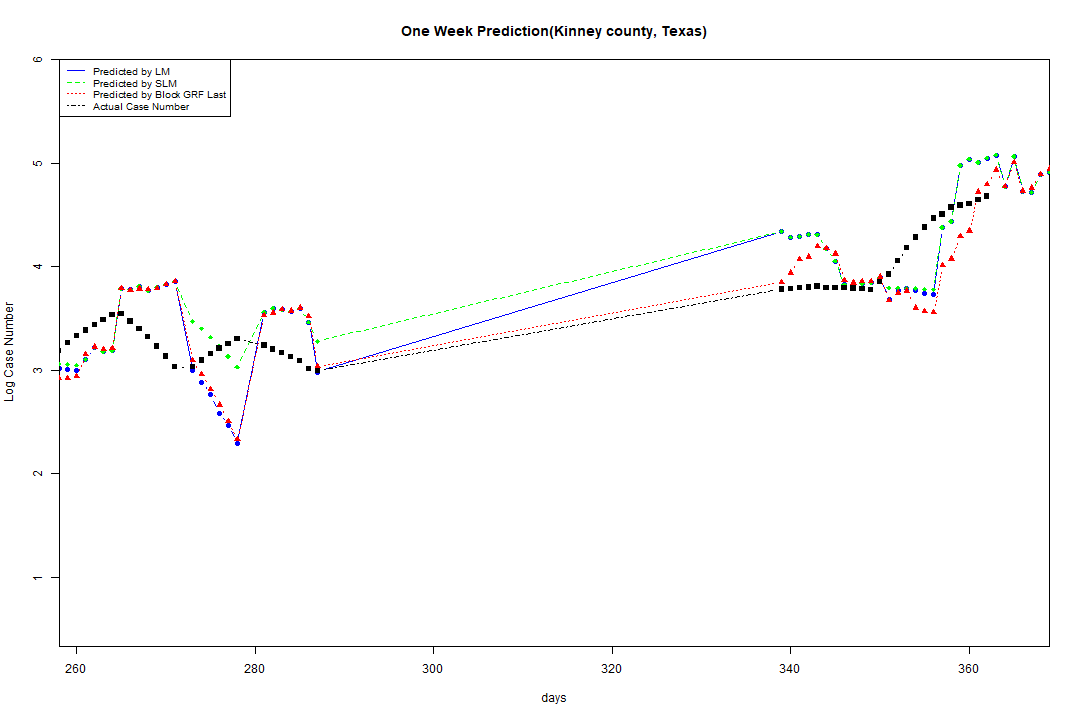 One Week Prediction(Kinney county, Texas)
Predicted by LM
Predicted by SLM
Predicted by Block GRF Last
Actual Case Number
6
5
4
3
2
1
Log Case Number
260 280 300 320 340 360
days